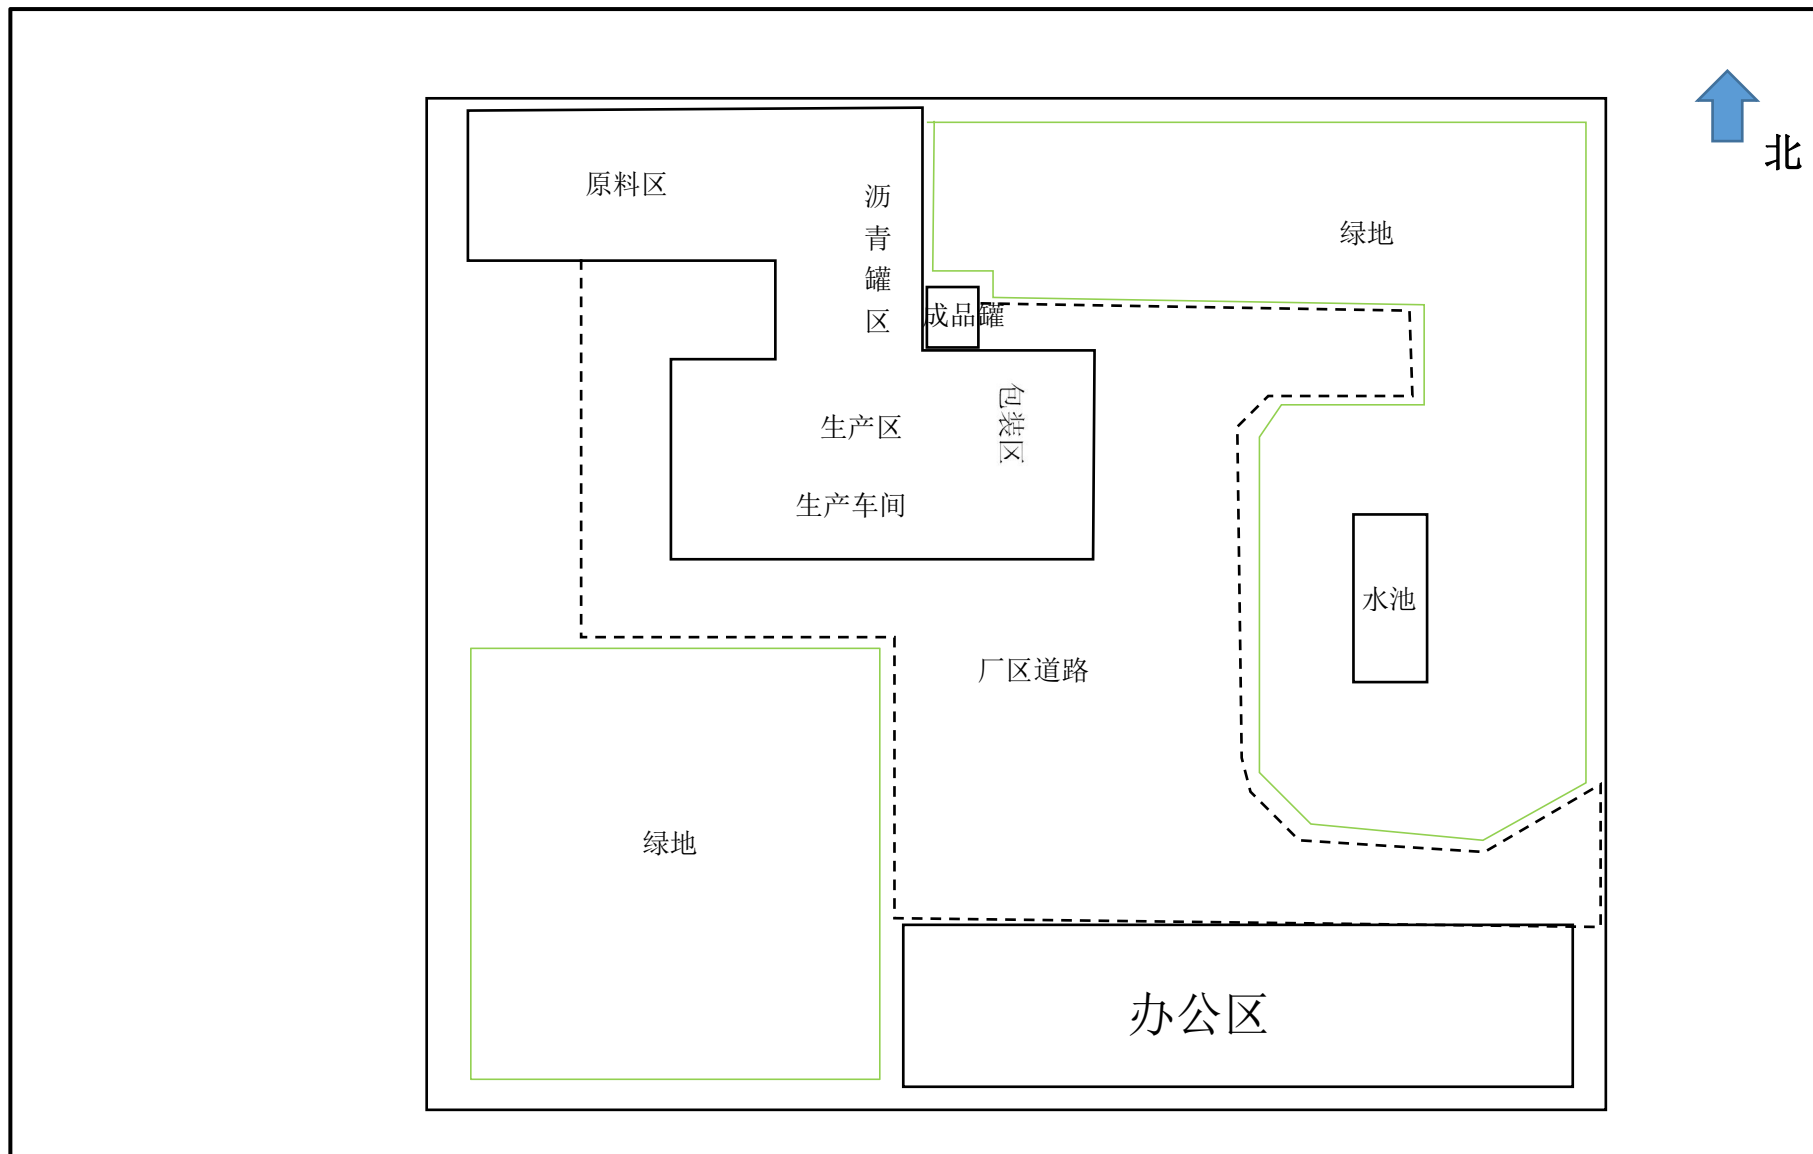 北
原料区
沥青罐区
绿地
成品罐
包装区
生产区
生产车间
水池
厂区道路
绿地
办公区